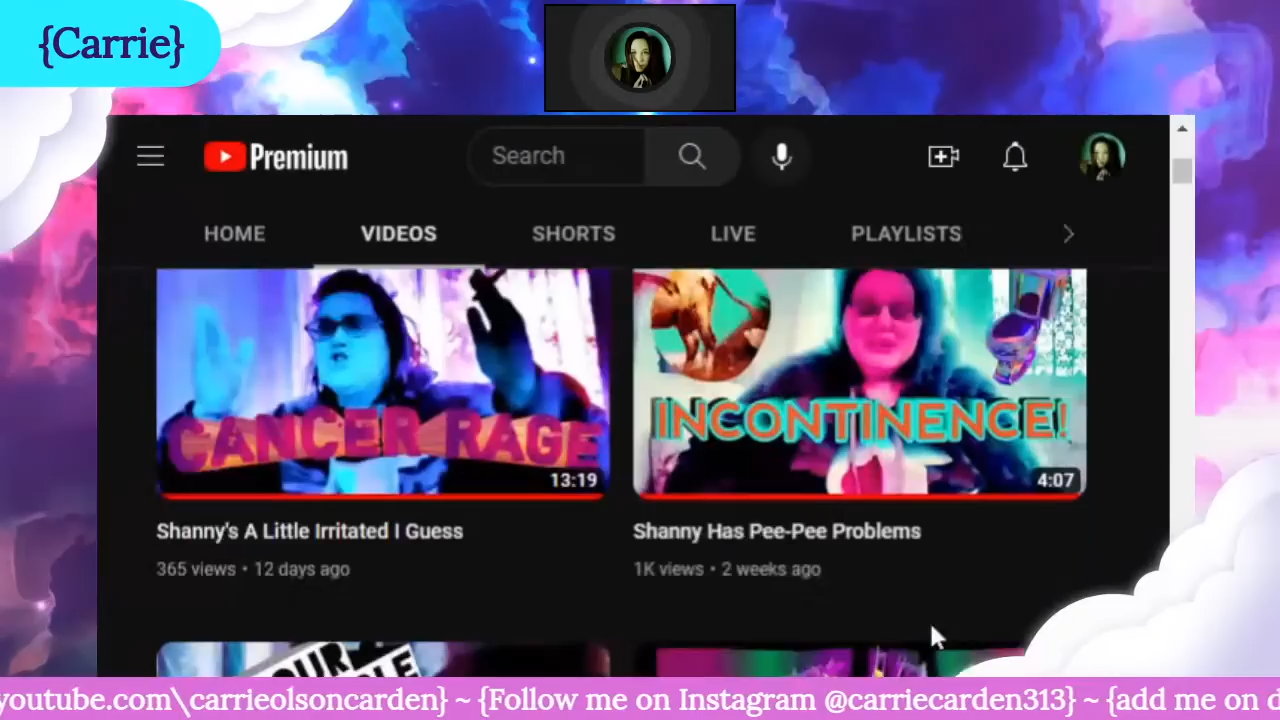 {Carrie}
Premium
Search
HOME VIDEOS SHORTS LIVE PLAYLISTS
CANCER RAGE
13:19
INCONTINENCE!
4:07
Shanny's A Little Irritated I Guess
365 views • 12 days ago
Shanny Has Pee-Pee Problems
1K views • 2 weeks ago
youtube.com\carrieolsoncarden} ~ {Follow me on Instagram @carriecarden313} ~ {add me on d